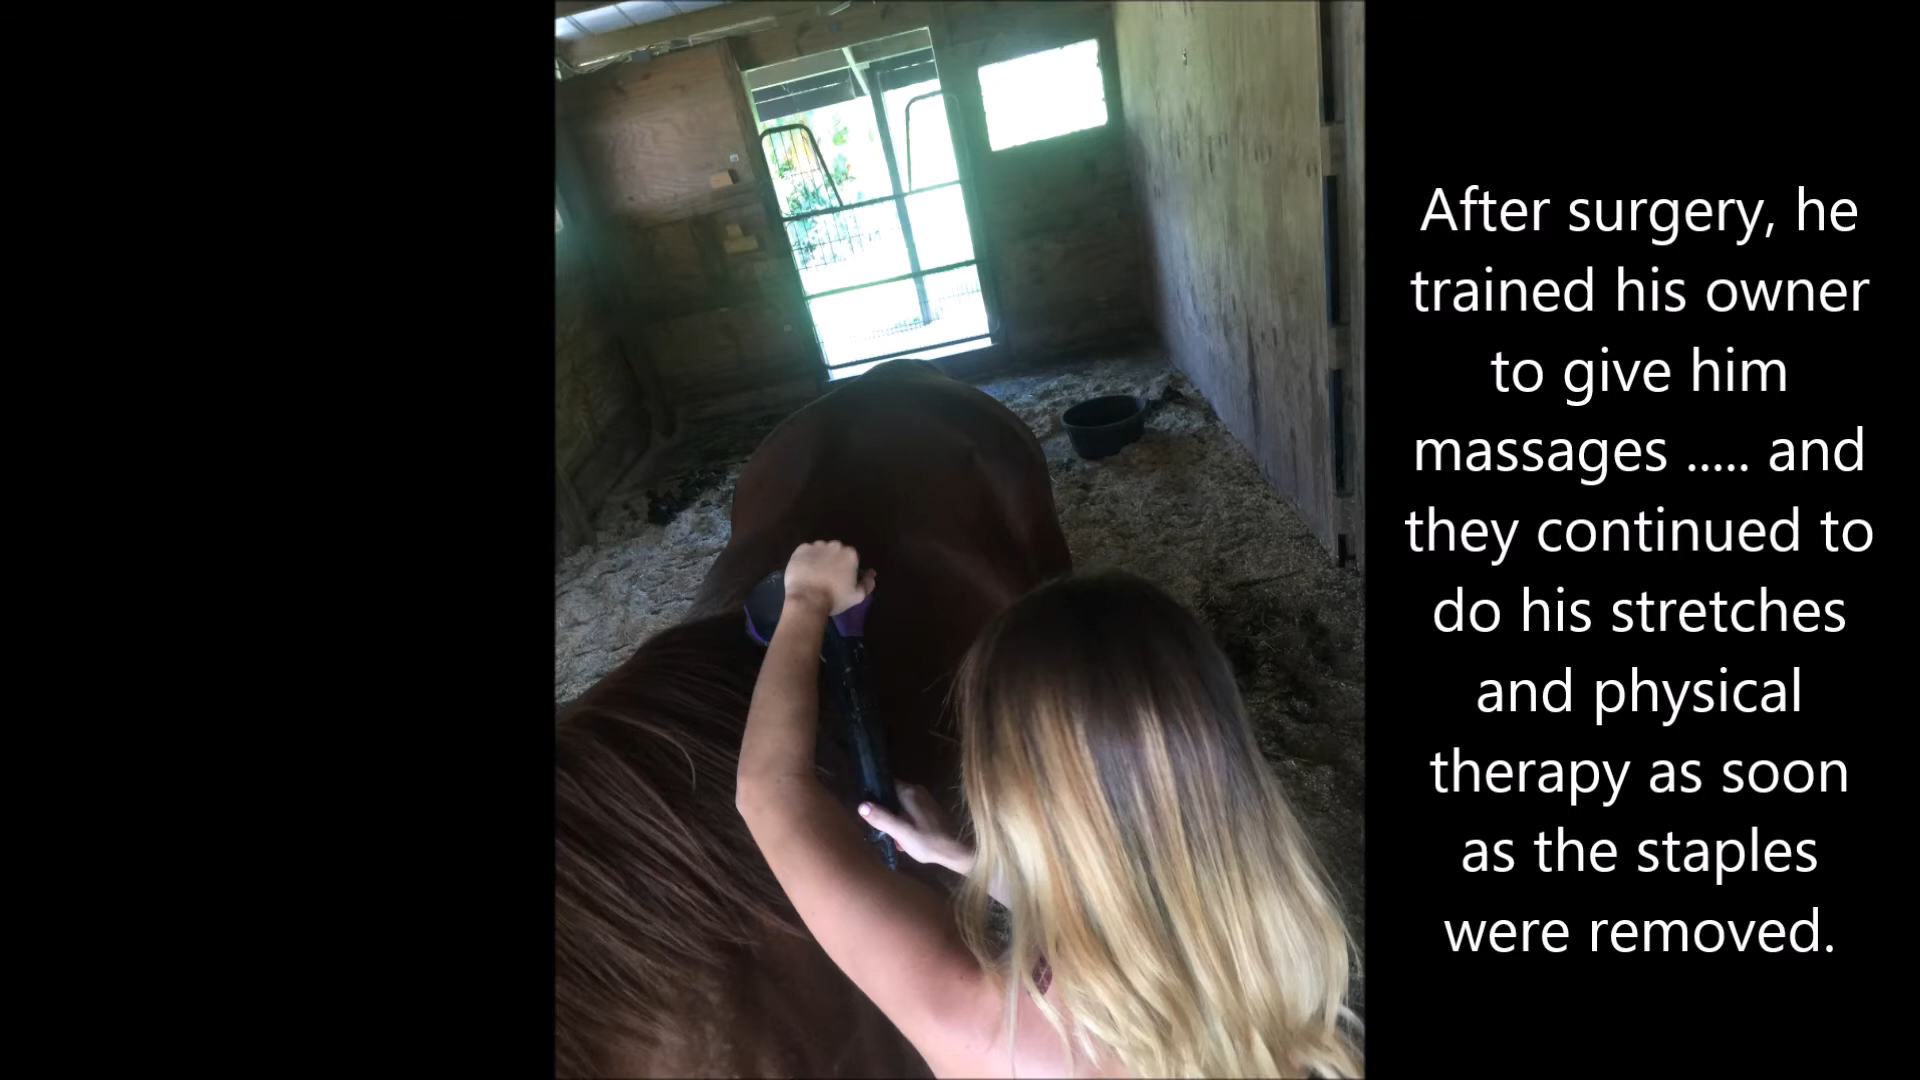 After surgery, he
trained his owner
to give him
massages ..... and
they continued to
do his stretches
and physical
therapy as soon
as the staples
were removed.